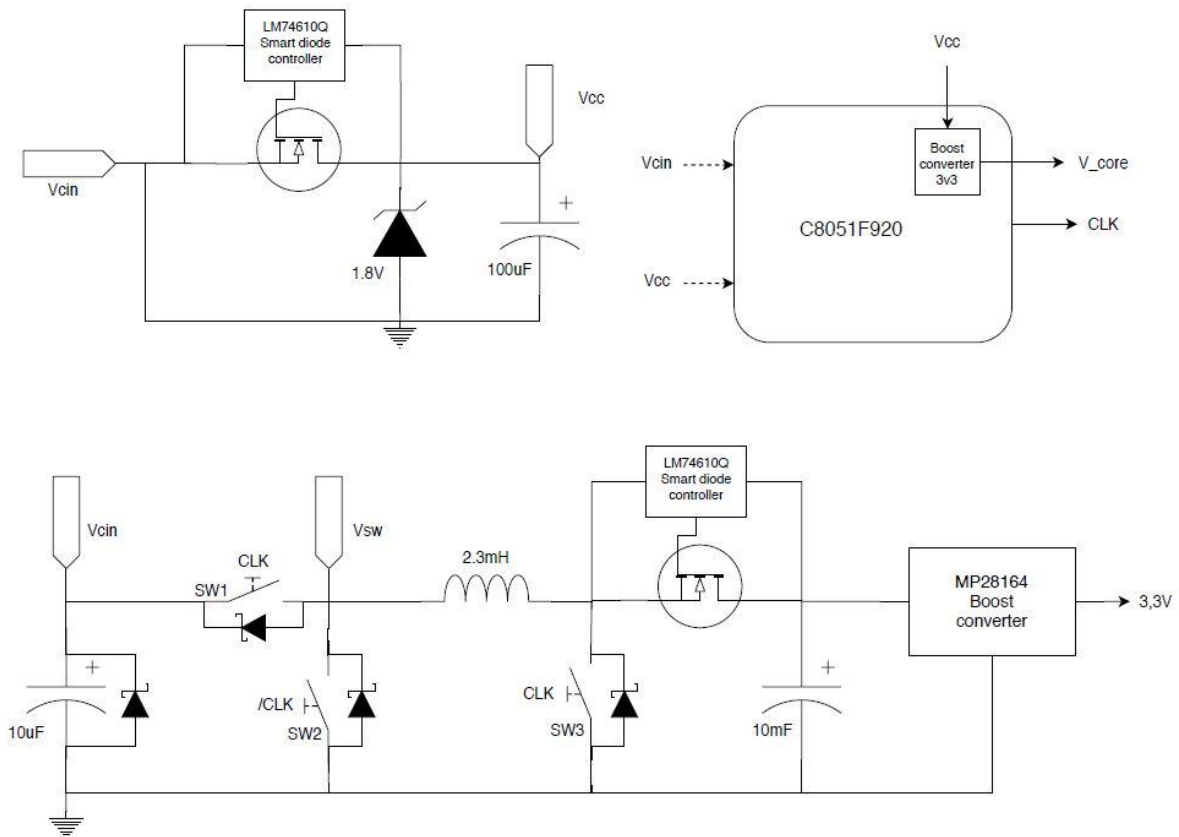 LM74610Q
Smart diode
controller
Vcin
Vcc
1.8V
+
100uF
Vcc
Vcin
Boost
converter
3v3
V_core
C8051F920
CLK
Vcc
LM74610Q
Smart diode
controller
Vcin
Vsw
CLK
SW1
2.3mH
MP28164
Boost
converter
3,3V
+
10uF
/CLK
SW2
CLK
SW3
+
10mF